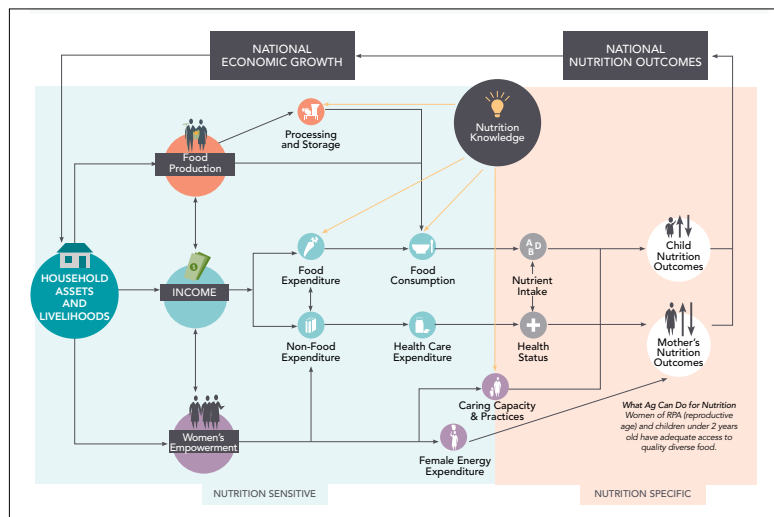 NATIONAL
ECONOMIC GROWTH
NATIONAL
NUTRITION OUTCOMES
Nutrition
Knowledge
Processing
and Storage
Food
Production
HOUSEHOLD
ASSETS
AND
LIVELIHOODS
$
INCOME
Food
Expenditure
Food
Consumption
A D
B
Nutrient
Intake
Child
Nutrition
Outcomes
Non-Food
Expenditure
Health Care
Expenditure
Health
Status
Mother's
Nutrition
Outcomes
Caring Capacity
& Practices
Women's
Empowerment
Female Energy
Expenditure
What Ag Can Do for Nutrition
Women of RPA (reproductive
age) and children under 2 years
old have adequate access to
quality diverse food.
NUTRITION SENSITIVE
NUTRITION SPECIFIC